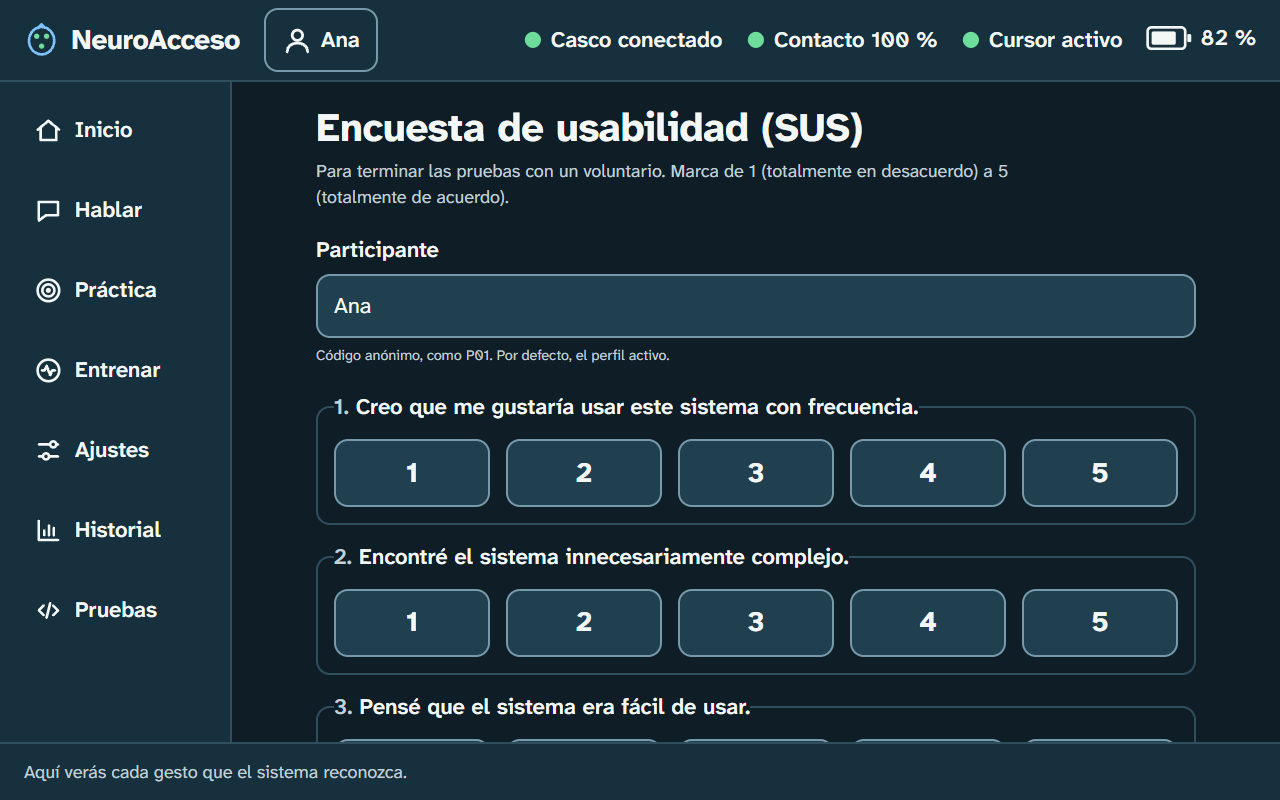 NeuroAcceso
Ana
Casco conectado
Contacto 100 %
Cursor activo
82 %
Inicio
Hablar
Práctica
Entrenar
Ajustes
Historial
Pruebas
Encuesta de usabilidad (SUS)
Para terminar las pruebas con un voluntario. Marca de 1 (totalmente en desacuerdo) a 5
(totalmente de acuerdo).
Participante
Ana
Código anónimo, como P01. Por defecto, el perfil activo.
1. Creo que me gustaría usar este sistema con frecuencia.
1 2 3 4 5
2. Encontré el sistema innecesariamente complejo.
1 2 3 4 5
3. Pensé que el sistema era fácil de usar.
Aquí verás cada gesto que el sistema reconozca.